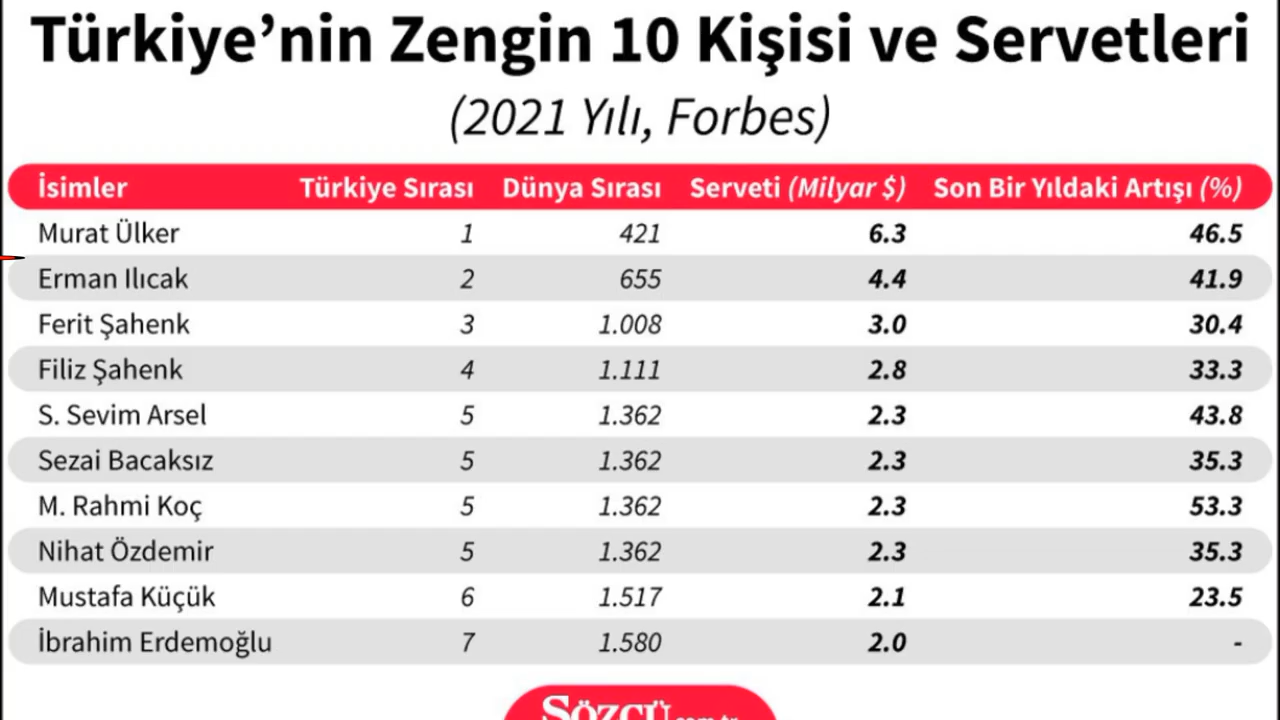 Türkiye’nin Zengin 10 Kişisi ve Servetleri
(2021 Yılı, Forbes)
İsimler Türkiye Sırası Dünya Sırası Serveti (Milyar $) Son Bir Yıldaki Artışı (%)
Murat Ülker 1 421 6.3 46.5
Erman Ilıcak 2 655 4.4 41.9
Ferit Şahenk 3 1.008 3.0 30.4
Filiz Şahenk 4 1.111 2.8 33.3
S. Sevim Arsel 5 1.362 2.3 43.8
Sezai Bacaksız 5 1.362 2.3 35.3
M. Rahmi Koç 5 1.362 2.3 53.3
Nihat Özdemir 5 1.362 2.3 35.3
Mustafa Küçük 6 1.517 2.1 23.5
İbrahim Erdemoğlu 7 1.580 2.0 -
SÖZCÜ.com.tr